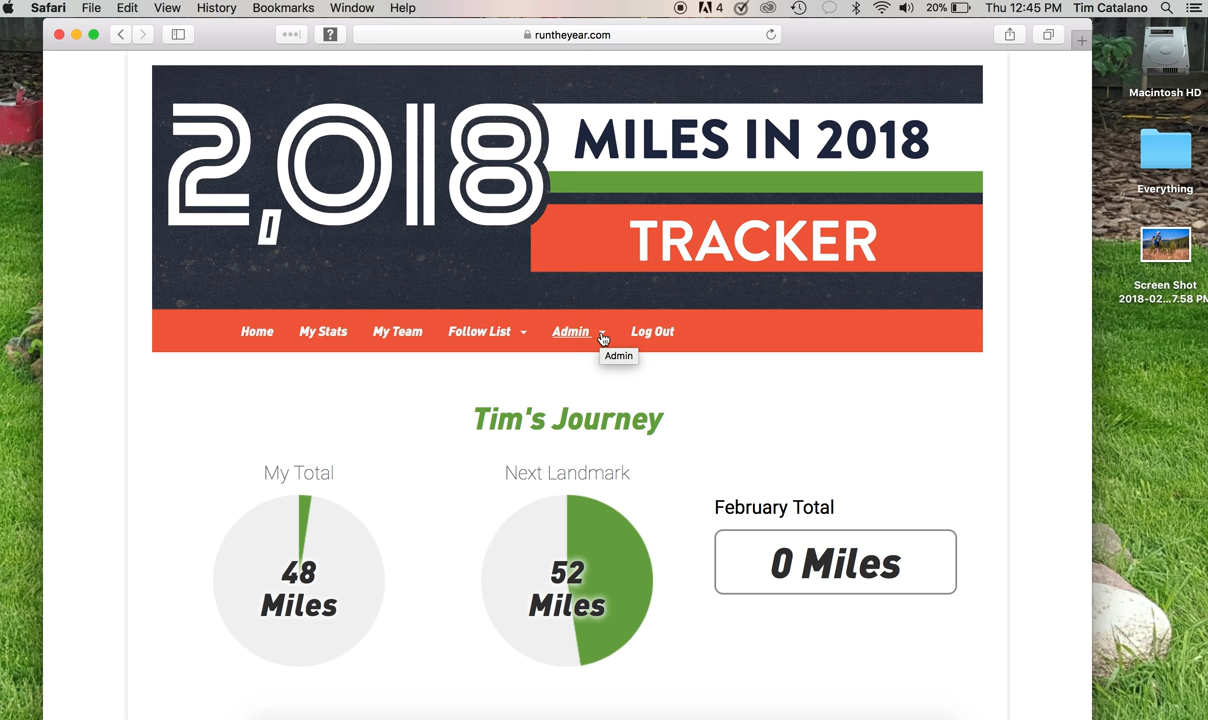 Safari File Edit View History Bookmarks Window Help 4 20% Thu 12:45 PM Tim Catalano
? runtheyear.com
Macintosh HD
Everything
Screen Shot
2018-02...7:58 PM
2,018
MILES IN 2018
TRACKER
Home My Stats My Team Follow List Admin Log Out
Admin
Tim's Journey
My Total
48
Miles
Next Landmark
52
Miles
February Total
0 Miles